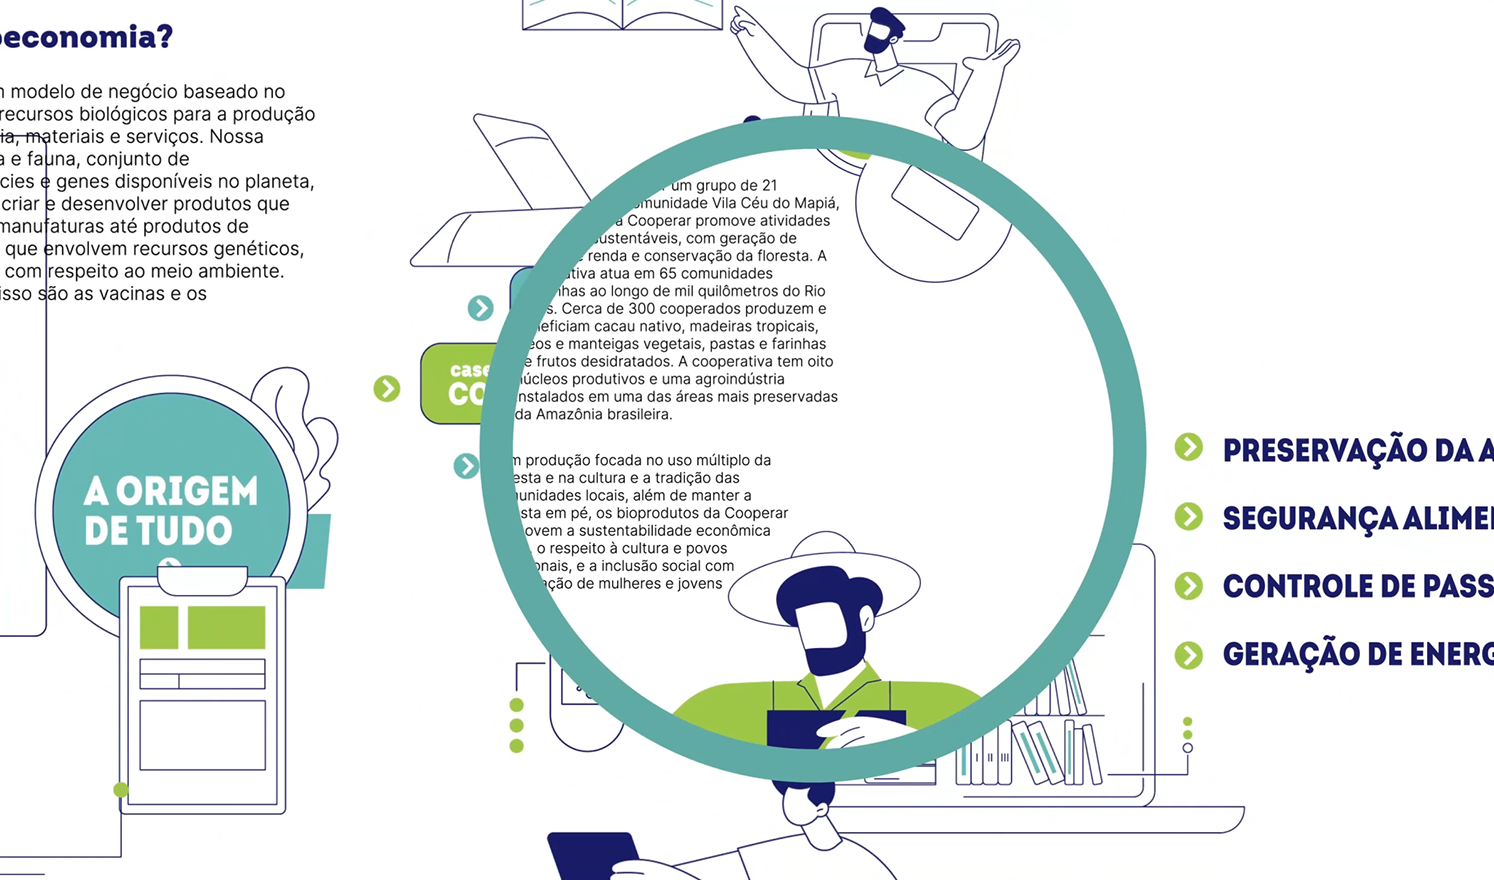 economia?
modelo de negócio baseado no
recursos biológicos para a produção
materiais e serviços. Nossa
a e fauna, conjunto de
cies e genes disponíveis no planeta,
criar e desenvolver produtos que
manufaturas até produtos de
que envolvem recursos genéticos,
com respeito ao meio ambiente.
isso são as vacinas e os
A ORIGEM
DE TUDO
case
CO
um grupo de 21
omunidade Vila Céu do Mapiá,
a Cooperar promove atividades
sustentáveis, com geração de
renda e conservação da floresta. A
ativa atua em 65 comunidades
nhas ao longo de mil quilômetros do Rio
s. Cerca de 300 cooperados produzem e
neficiam cacau nativo, madeiras tropicais,
eos e manteigas vegetais, pastas e farinhas
e frutos desidratados. A cooperativa tem oito
núcleos produtivos e uma agroindústria
instalados em uma das áreas mais preservadas
da Amazônia brasileira.
m produção focada no uso múltiplo da
esta e na cultura e a tradição das
unidades locais, além de manter a
sta em pé, os bioprodutos da Cooperar
ovem a sustentabilidade econômica
o respeito à cultura e povos
onais, e a inclusão social com
ação de mulheres e jovens
PRESERVAÇÃO DA A
SEGURANÇA ALIME
CONTROLE DE PASS
GERAÇÃO DE ENERG